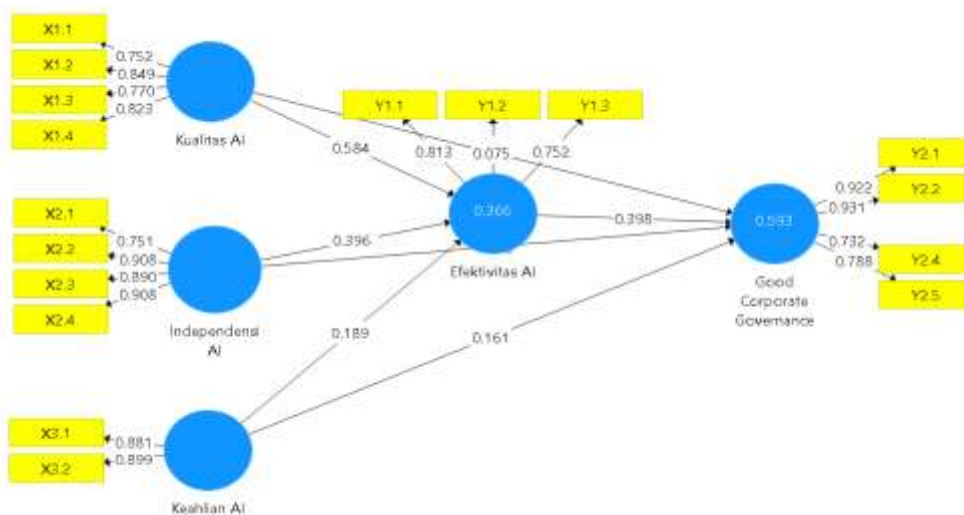 X1.1
X1.2
X1.3
X1.4
0.752
0.849
0.770
0.823
Kualitas AI
Y1.1
Y1.2
Y1.3
0.813
0.075
0.752
0.584
X2.1
X2.2
X2.3
X2.4
0.751
0.908
0.890
0.908
Independensi
AI
0.396
0.366
Efektivitas AI
0.398
0.593
Good
Corporate
Governance
0.922
0.931
0.732
0.788
Y2.1
Y2.2
Y2.4
Y2.5
0.189
0.161
X3.1
X3.2
0.881
0.899
Keahlian AI